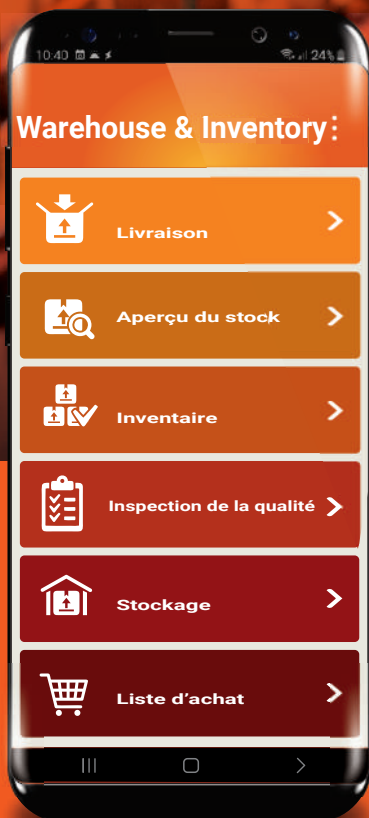 10:40 24%
Warehouse & Inventory
Livraison
Aperçu du stock
Inventaire
Inspection de la qualité
Stockage
Liste d'achat